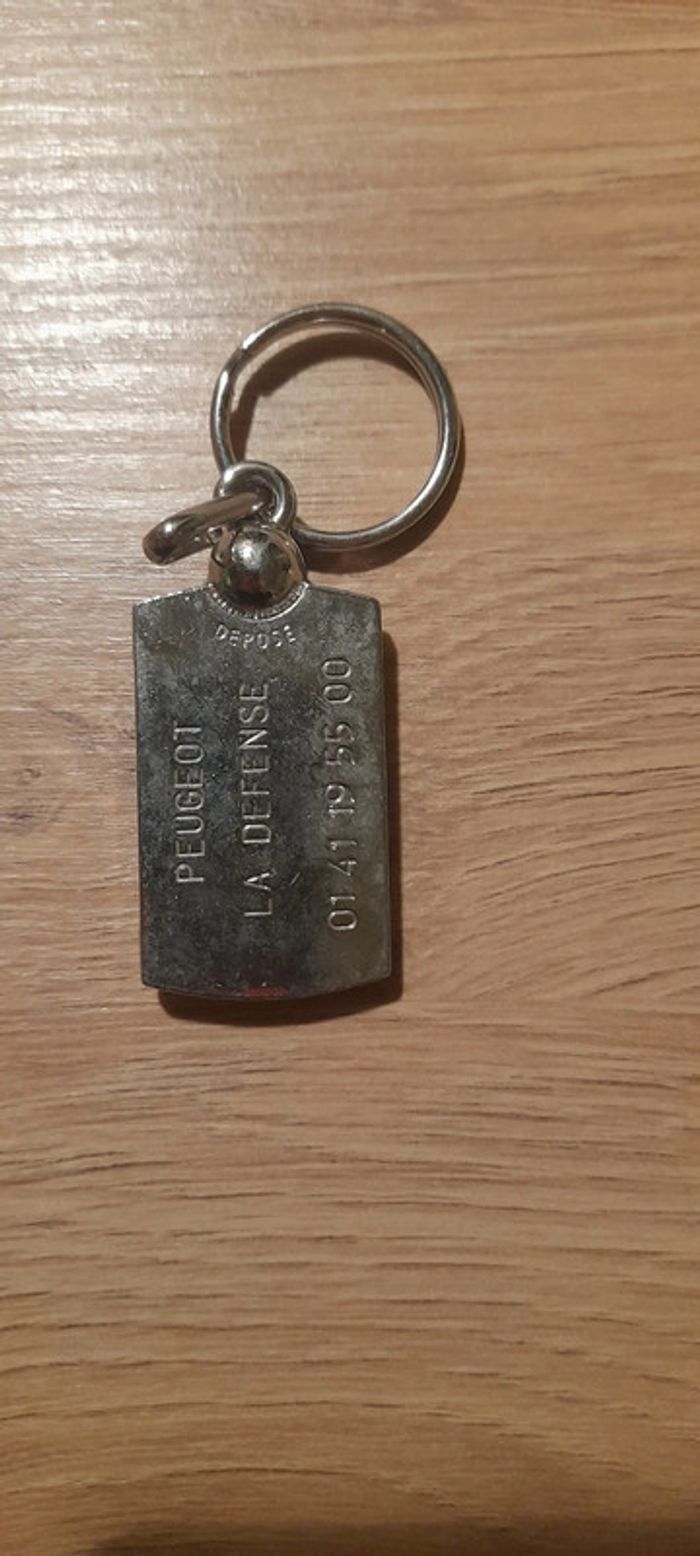 DEPOSE
PEUGEOT
LA DEFENSE
01 41 19 55 00